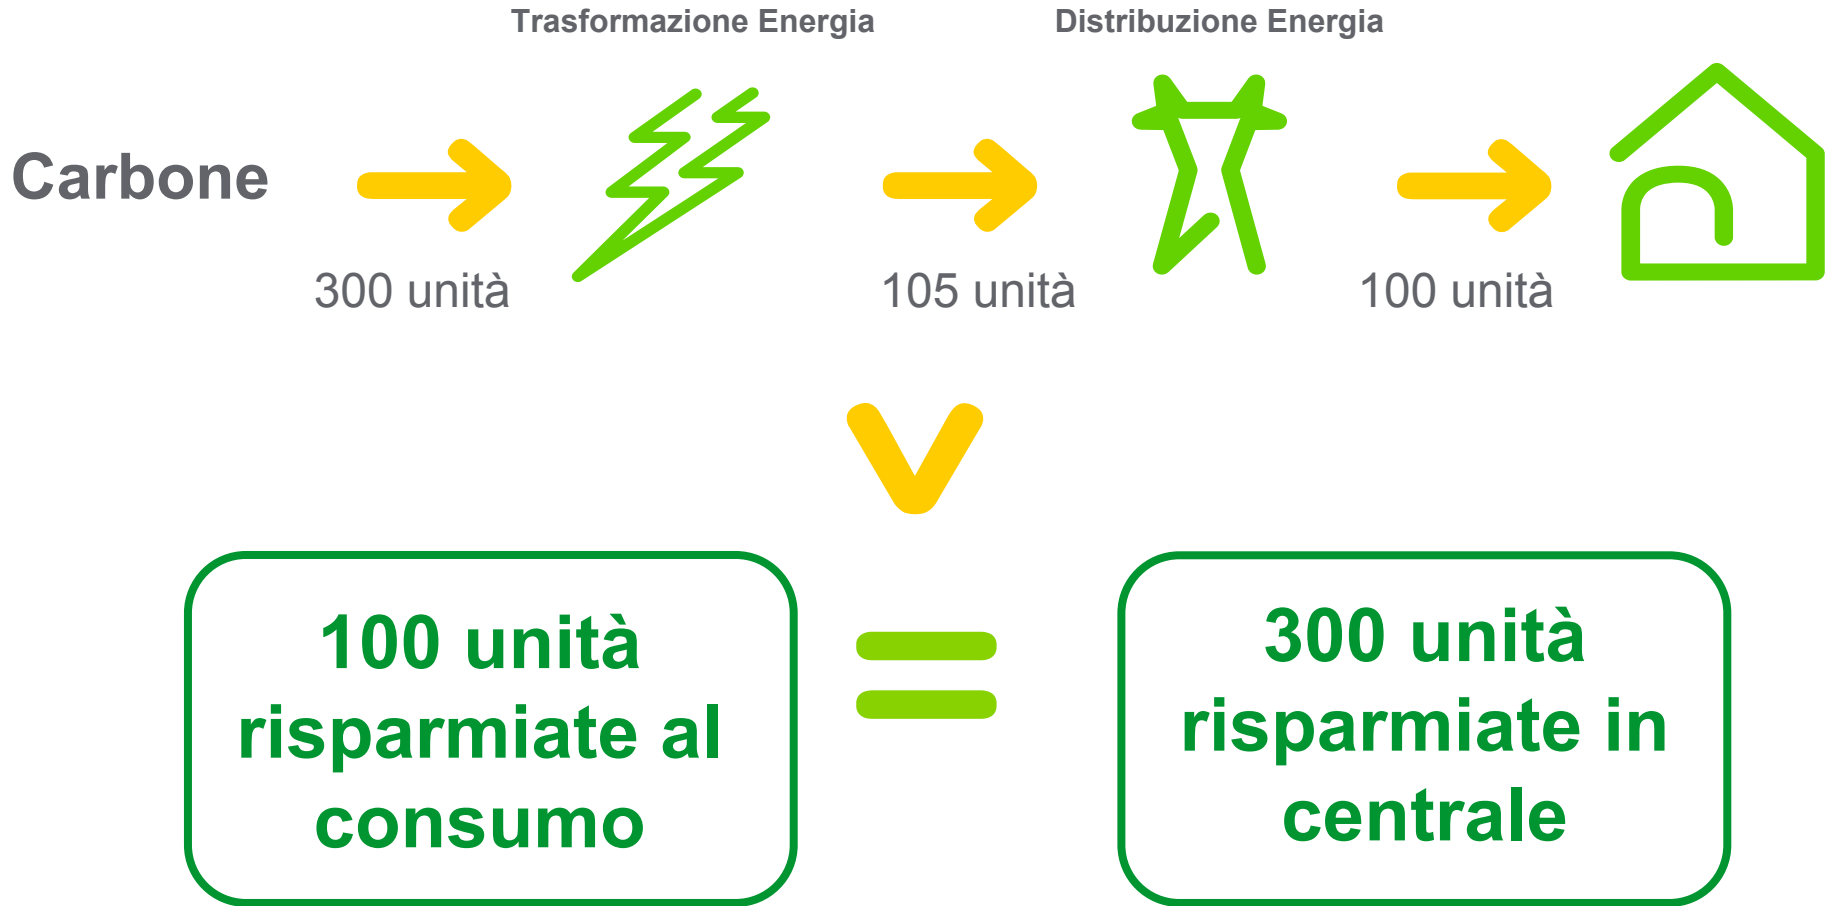 Trasformazione Energia
Distribuzione Energia
Carbone
300 unità
105 unità
100 unità
100 unità
risparmiate al
consumo
300 unità
risparmiate in
centrale